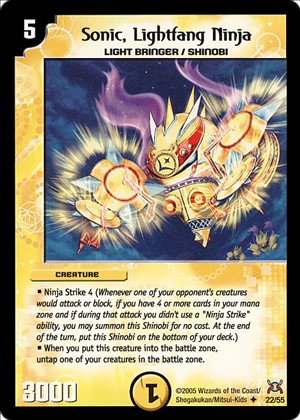 5
Sonic, Lightfang Ninja
LIGHT BRINGER / SHINOBI
CREATURE
■ Ninja Strike 4 (Whenever one of your opponent's creatures
would attack or block, if you have 4 or more cards in your mana
zone and if during that attack you didn't use a "Ninja Strike"
ability, you may summon this Shinobi for no cost. At the end
of the turn, put this Shinobi on the bottom of your deck.)
■ When you put this creature into the battle zone,
untap one of your creatures in the battle zone.
3000
1
©2005 Wizards of the Coast/
Shogakukan/Mitsui-Kids ✦ 22/55